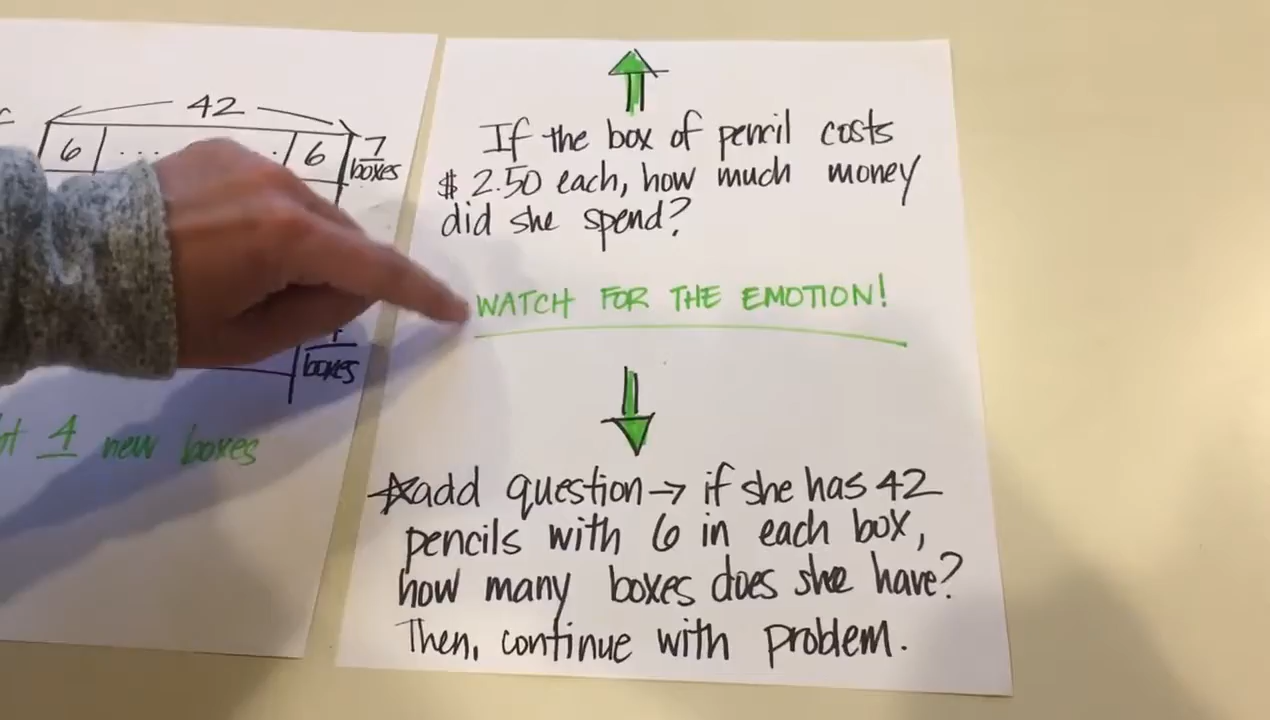 42
6 .... . 6 7
boxes
boxes
4 new boxes
If the box of pencil costs
$2.50 each, how much money
did she spend?
WATCH FOR THE EMOTION!
add question → if she has 42
pencils with 6 in each box,
how many boxes does she have?
Then, continue with problem.